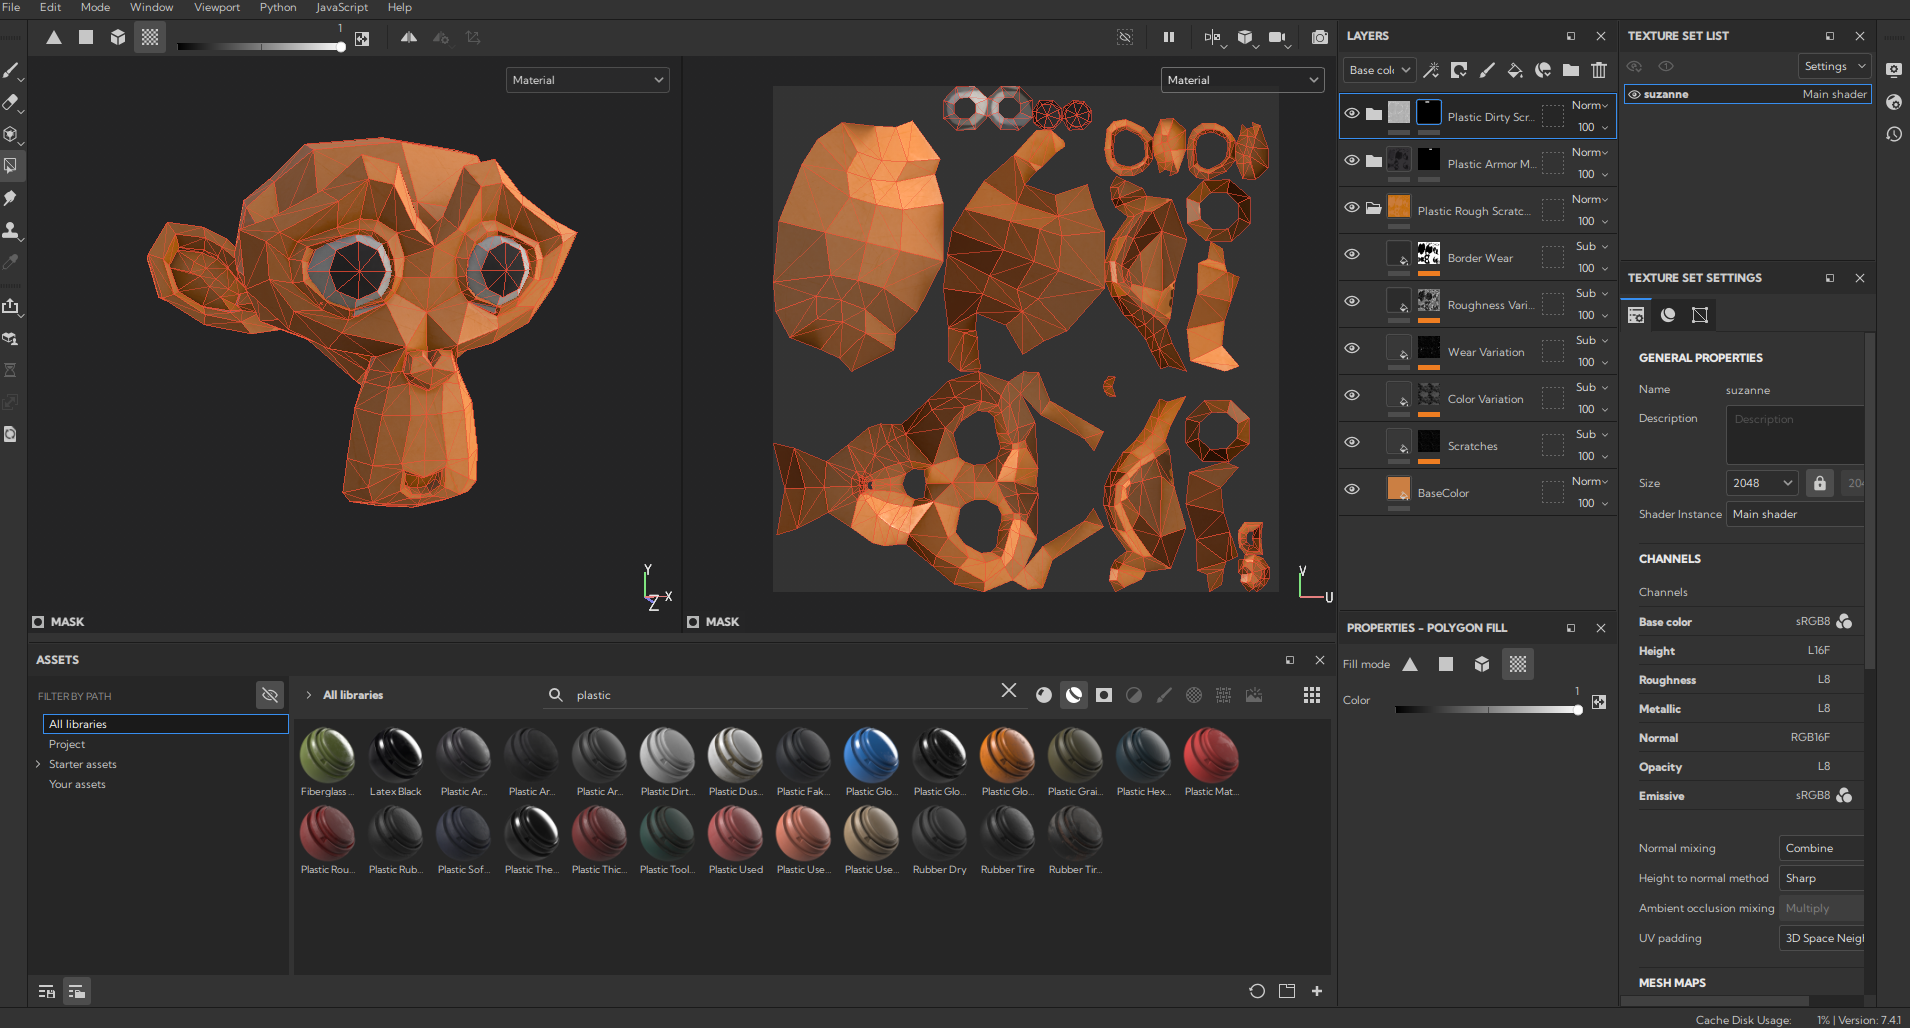 File Edit Mode Window Viewport Python JavaScript Help
1
Material
Material
Y
X
Z
V
U
MASK
MASK
LAYERS
Base col
Plastic Dirty Scr...
Norm
100
Plastic Armor M...
Norm
100
Plastic Rough Scratc...
Norm
100
Border Wear
Sub
100
Roughness Vari...
Sub
100
Wear Variation
Sub
100
Color Variation
Sub
100
Scratches
Sub
100
BaseColor
Norm
100
PROPERTIES - POLYGON FILL
Fill mode
Color
1
TEXTURE SET LIST
Settings
suzanne Main shader
TEXTURE SET SETTINGS
GENERAL PROPERTIES
Name suzanne
Description Description
Size 2048 204
Shader Instance Main shader
CHANNELS
Channels
Base color sRGB8
Height L16F
Roughness L8
Metallic L8
Normal RGB16F
Opacity L8
Emissive sRGB8
Normal mixing Combine
Height to normal method Sharp
Ambient occlusion mixing Multiply
UV padding 3D Space Neigh
MESH MAPS
ASSETS
FILTER BY PATH
All libraries
Project
Starter assets
Your assets
All libraries
plastic
Fiberglass ... Latex Black Plastic Ar... Plastic Ar... Plastic Ar... Plastic Dirt... Plastic Dus... Plastic Fak... Plastic Glo... Plastic Glo... Plastic Glo... Plastic Grai... Plastic Hex... Plastic Mat...
Plastic Rou... Plastic Rub... Plastic Sof... Plastic The... Plastic Thic... Plastic Tool... Plastic Used Plastic Use... Plastic Use... Rubber Dry Rubber Tire Rubber Tir...
Cache Disk Usage: 1% | Version: 7.4.1